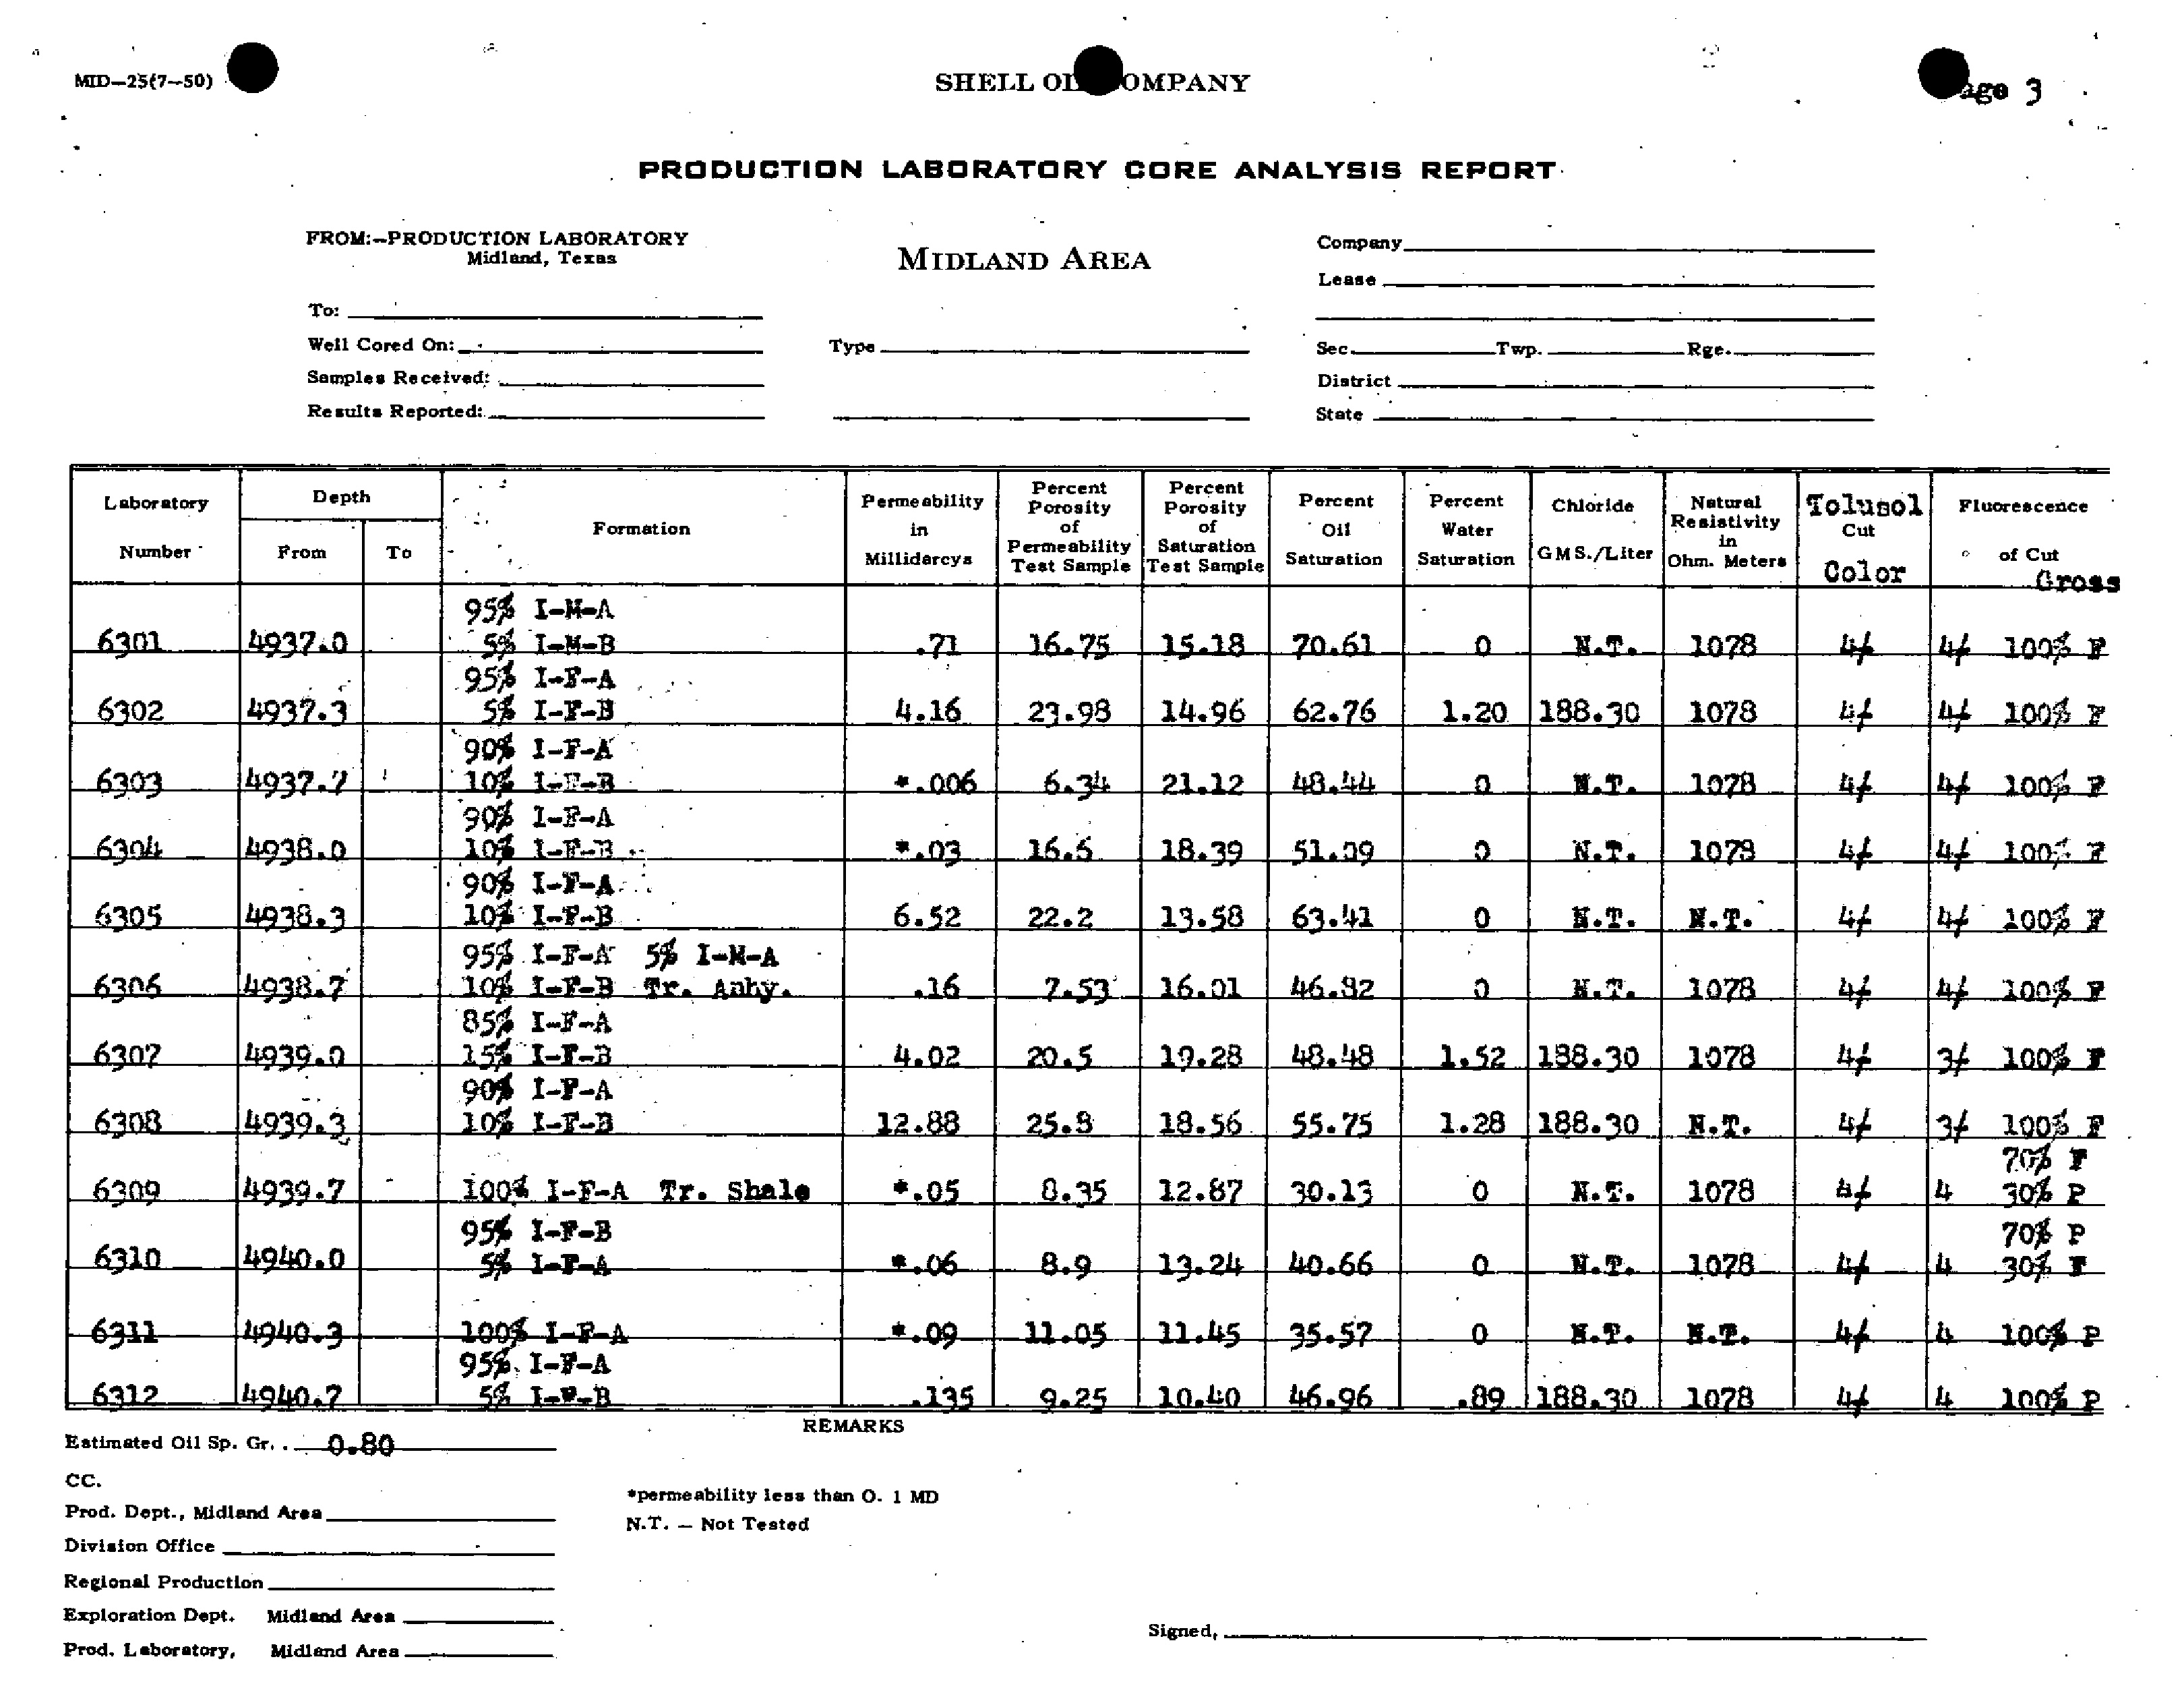 MID-25(7-50)
SHELL OIL COMPANY
Page 3
PRODUCTION LABORATORY CORE ANALYSIS REPORT
FROM:-PRODUCTION LABORATORY
Midland, Texas
MIDLAND AREA
Company
Lease
To:
Well Cored On:
Type
Sec. Twp. Rge.
Samples Received:
District
Results Reported:
State
Laboratory Number
Depth
From To
Formation
Permeability in Millidarcys
Percent Porosity of Permeability Test Sample
Percent Porosity of Saturation Test Sample
Percent Oil Saturation
Percent Water Saturation
Chloride GMS./Liter
Natural Resistivity in Ohm. Meters
Tolusol Cut Color
Fluorescence of Cut
Gross
95% I-M-A
6301 4937.0 5% I-M-B .71 16.75 15.18 70.61 0 N.T. 1078 4/ 4/ 100% F
95% I-F-A
6302 4937.3 5% I-F-B 4.16 23.98 14.96 62.76 1.20 188.30 1078 4/ 4/ 100% F
90% I-F-A
6303 4937.7 10% I-F-B *.006 6.34 21.12 48.44 0 N.T. 1078 4/ 4/ 100% F
90% I-F-A
6304 4938.0 10% I-F-B *.03 16.5 18.39 51.09 0 N.T. 1078 4/ 4/ 100% F
90% I-F-A
6305 4938.3 10% I-F-B 6.52 22.2 13.58 63.41 0 N.T. N.T. 4/ 4/ 100% F
95% I-F-A 5% I-M-A
6306 4938.7 10% I-F-B Tr. Anhy. .16 7.53 16.01 46.82 0 N.T. 1078 4/ 4/ 100% F
85% I-F-A
6307 4939.0 15% I-F-B 4.02 20.5 19.28 48.48 1.52 188.30 1078 4/ 3/ 100% F
90% I-F-A
6308 4939.3 10% I-F-B 12.88 25.8 18.56 55.75 1.28 188.30 N.T. 4/ 3/ 100% F
70% F
6309 4939.7 100% I-F-A Tr. Shale *.05 8.35 12.87 30.13 0 N.T. 1078 4/ 4 30% P
95% I-F-B 70% P
6310 4940.0 5% I-F-A *.06 8.9 13.24 40.66 0 N.T. 1078 4/ 4 30% F
6311 4940.3 100% I-F-A *.09 11.05 11.45 35.57 0 N.T. N.T. 4/ 4 100% P
95% I-F-A
6312 4940.7 5% I-F-B .135 9.25 10.40 46.96 .89 188.30 1078 4/ 4 100% P
REMARKS
Estimated Oil Sp. Gr. . . 0.80
CC.
*permeability less than O. 1 MD
Prod. Dept., Midland Area
N.T. - Not Tested
Division Office
Regional Production
Exploration Dept. Midland Area
Signed,
Prod. Laboratory, Midland Area